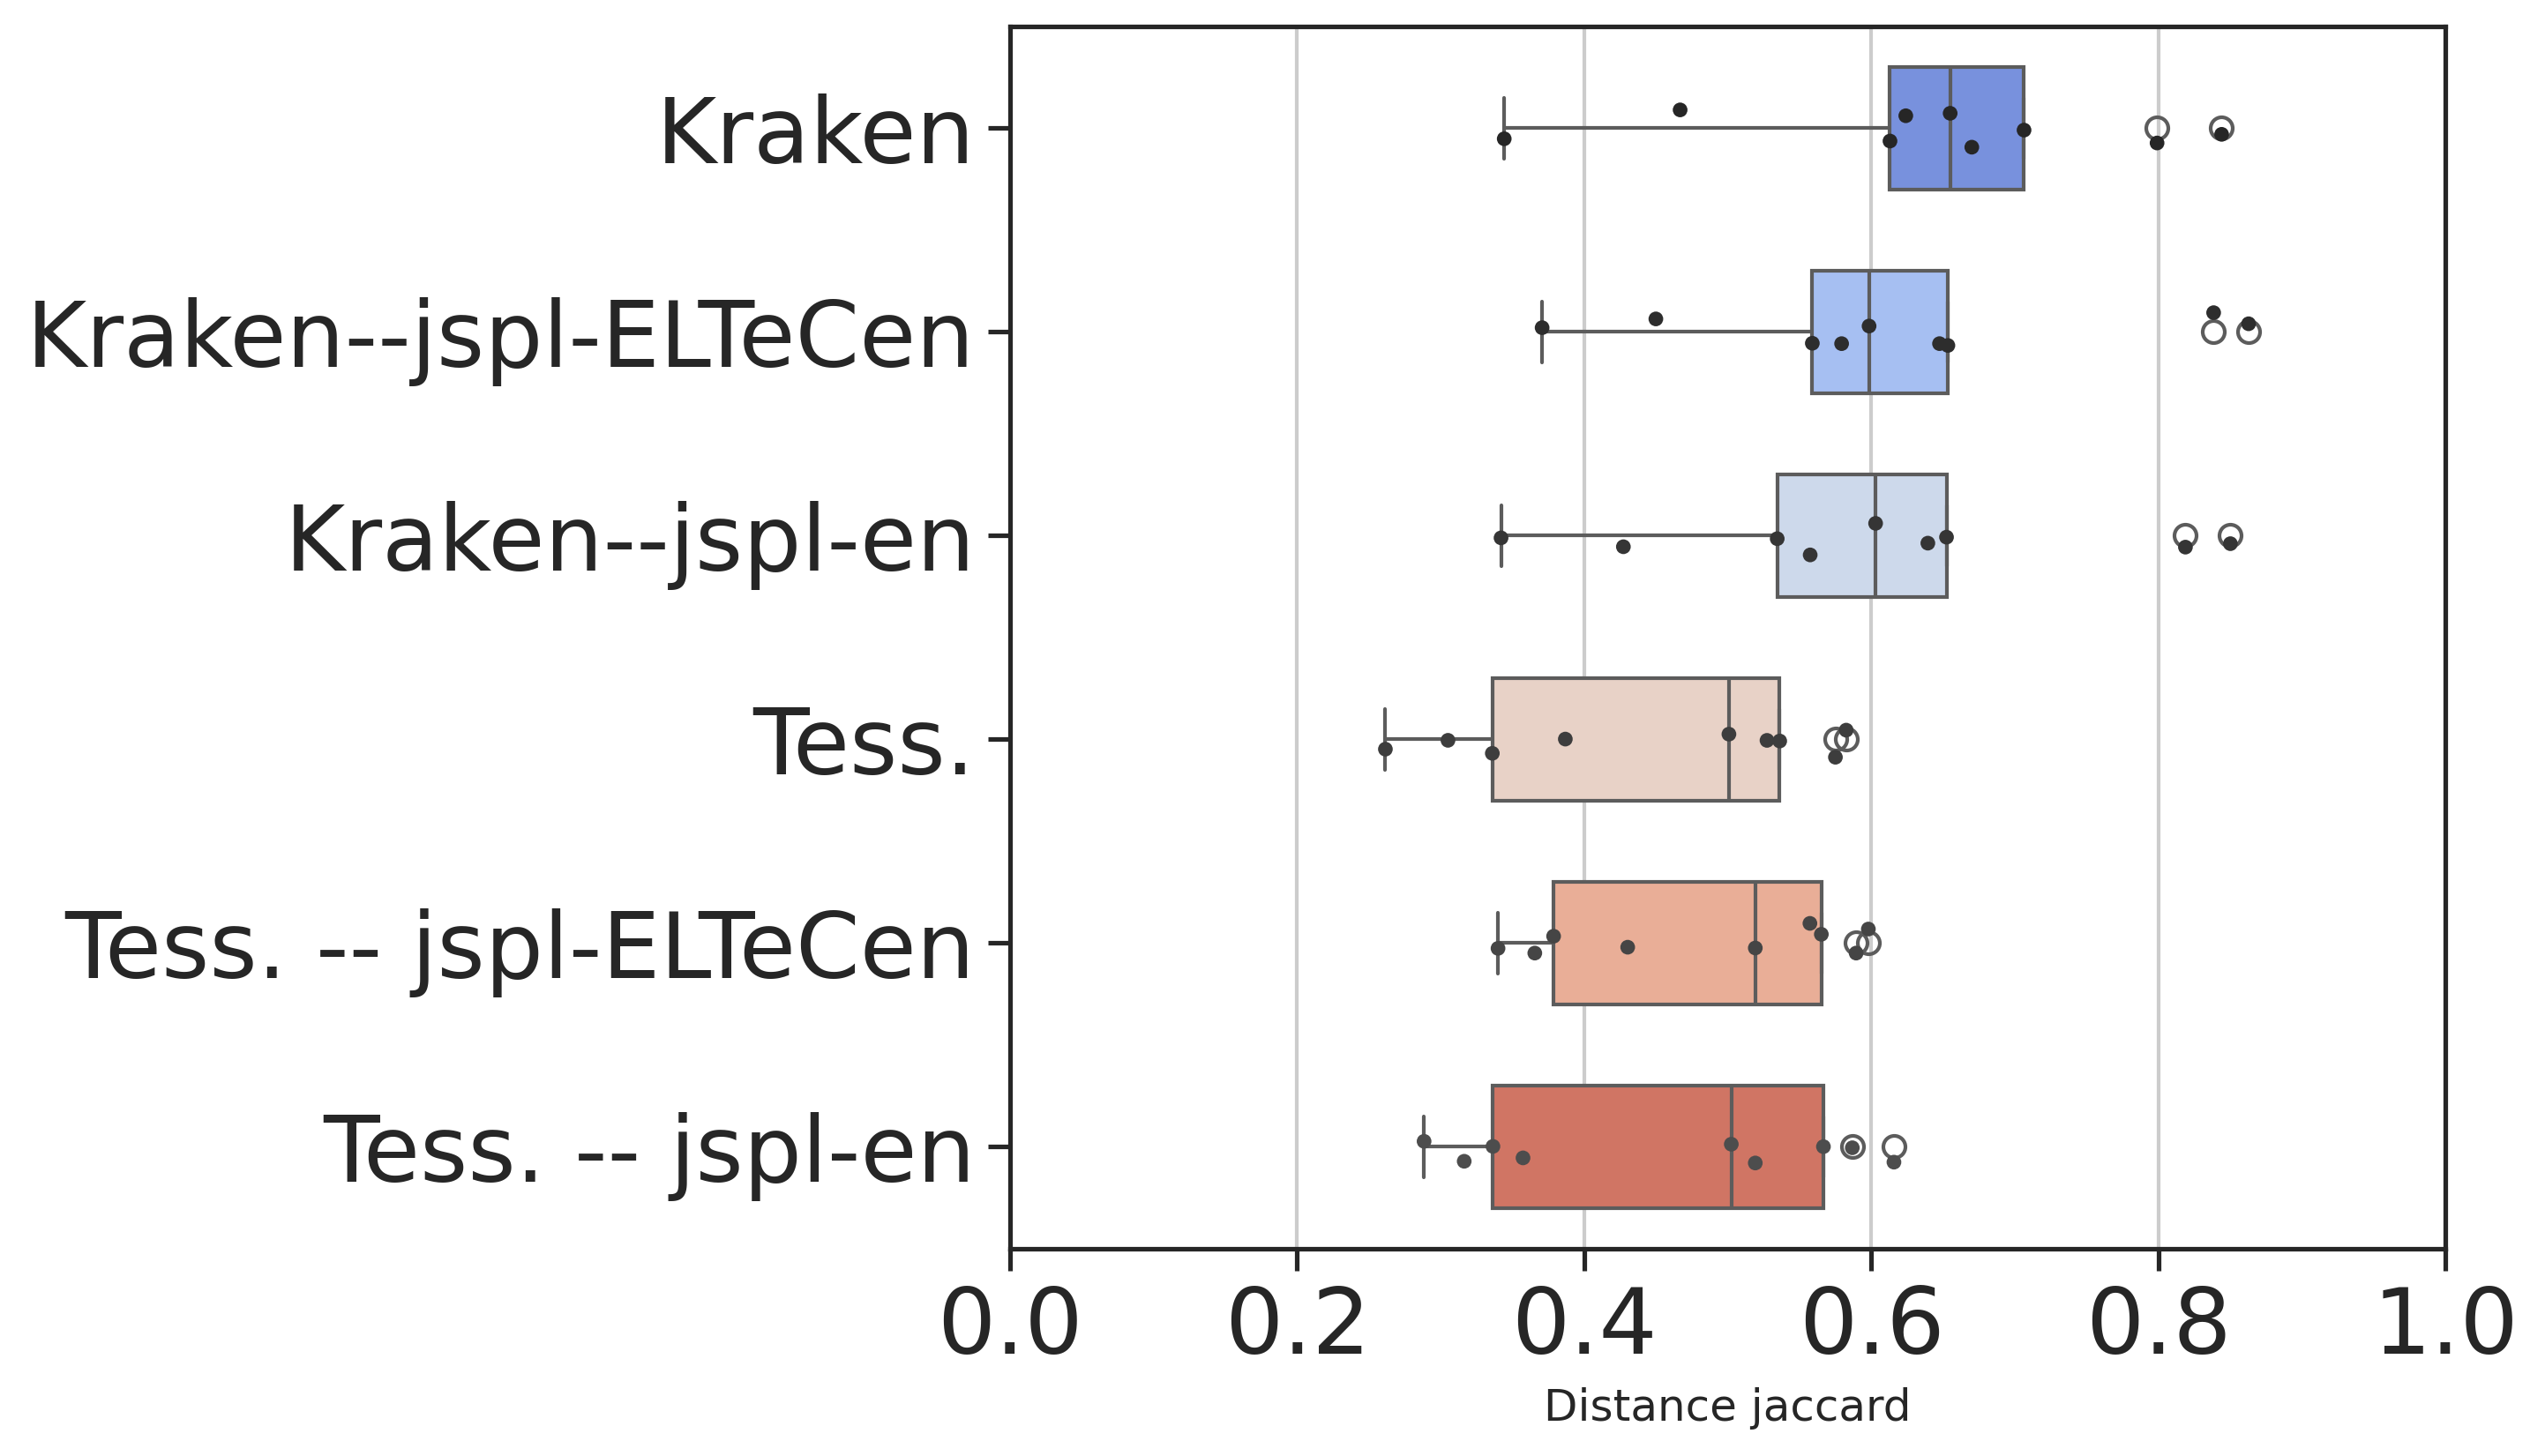 Kraken
Kraken--jspl-ELTeCen
Kraken--jspl-en
Tess.
Tess. -- jspl-ELTeCen
Tess. -- jspl-en
0.0 0.2 0.4 0.6 0.8 1.0
Distance jaccard